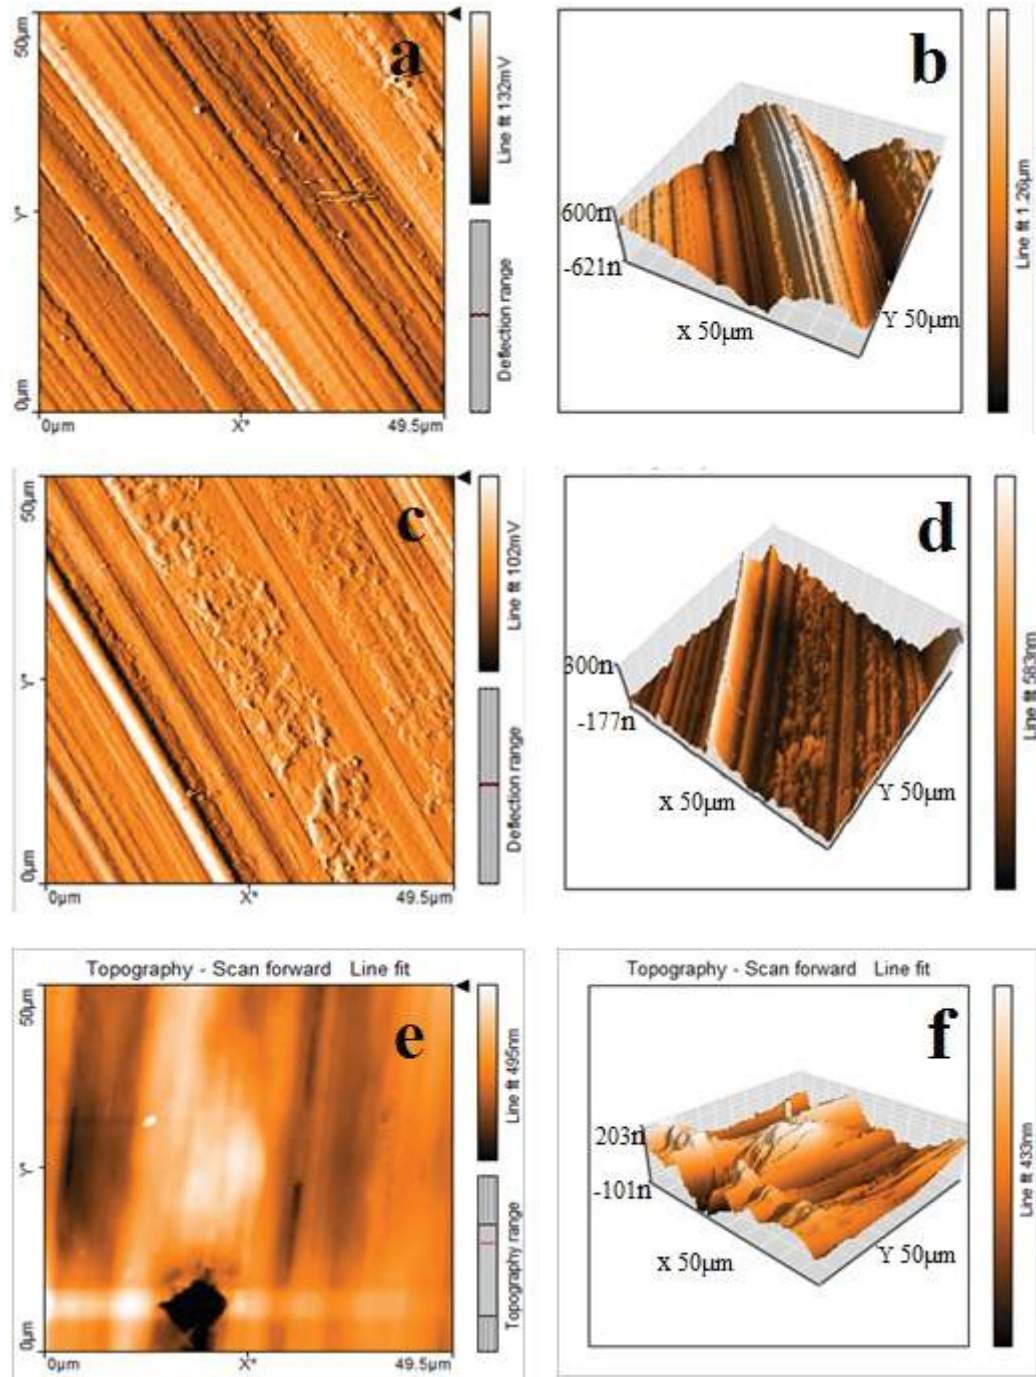 a
50µm
Y*
0µm
0µm
X*
49.5µm
Line fit 132mV
Deflection range
b
600n
-621n
X 50µm
Y 50µm
Line fit 1.26µm
c
50µm
Y*
0µm
0µm
X*
49.5µm
Line fit 102mV
Deflection range
d
300n
-177n
X 50µm
Y 50µm
Line fit 583nm
Topography - Scan forward Line fit
e
50µm
Y*
0µm
0µm
X*
49.5µm
Line fit 495nm
Topography range
Topography - Scan forward Line fit
f
203n
-101n
X 50µm
Y 50µm
Line fit 433nm